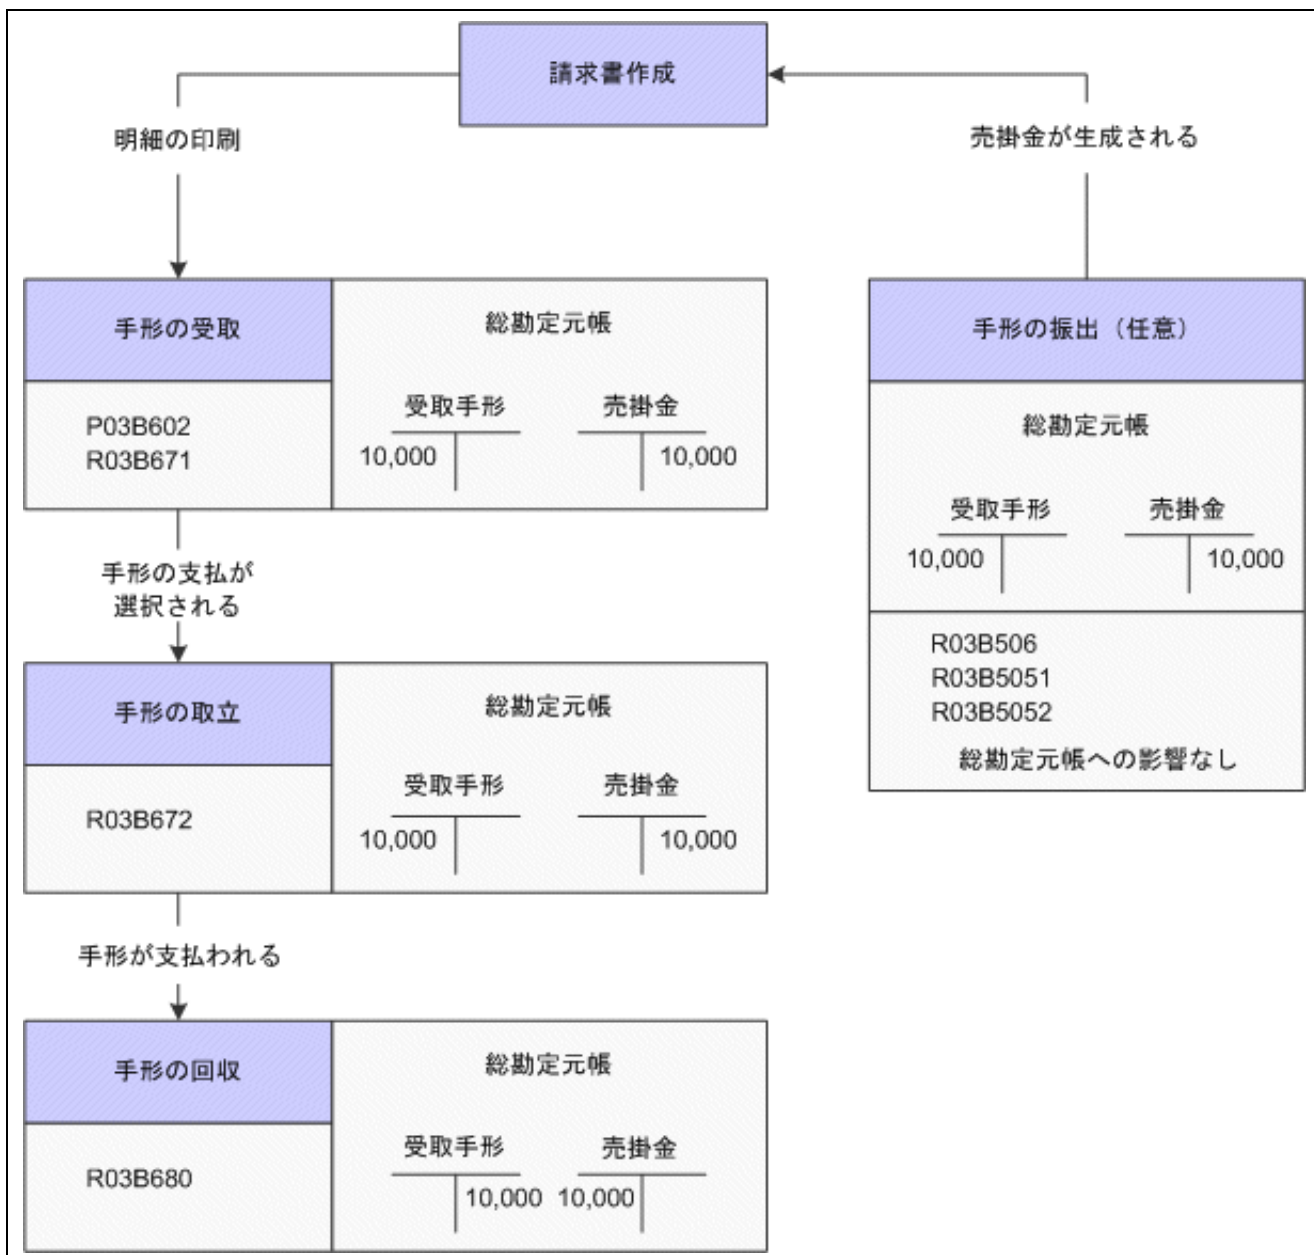 請求書作成
明細の印刷
売掛金が生成される
手形の受取
総勘定元帳
P03B602
R03B671
受取手形
売掛金
10,000
10,000
手形の支払が
選択される
手形の取立
総勘定元帳
R03B672
受取手形
売掛金
10,000
10,000
手形が支払われる
手形の回収
総勘定元帳
R03B680
受取手形
売掛金
10,000
10,000
手形の振出（任意）
総勘定元帳
受取手形
売掛金
10,000
10,000
R03B506
R03B5051
R03B5052
総勘定元帳への影響なし